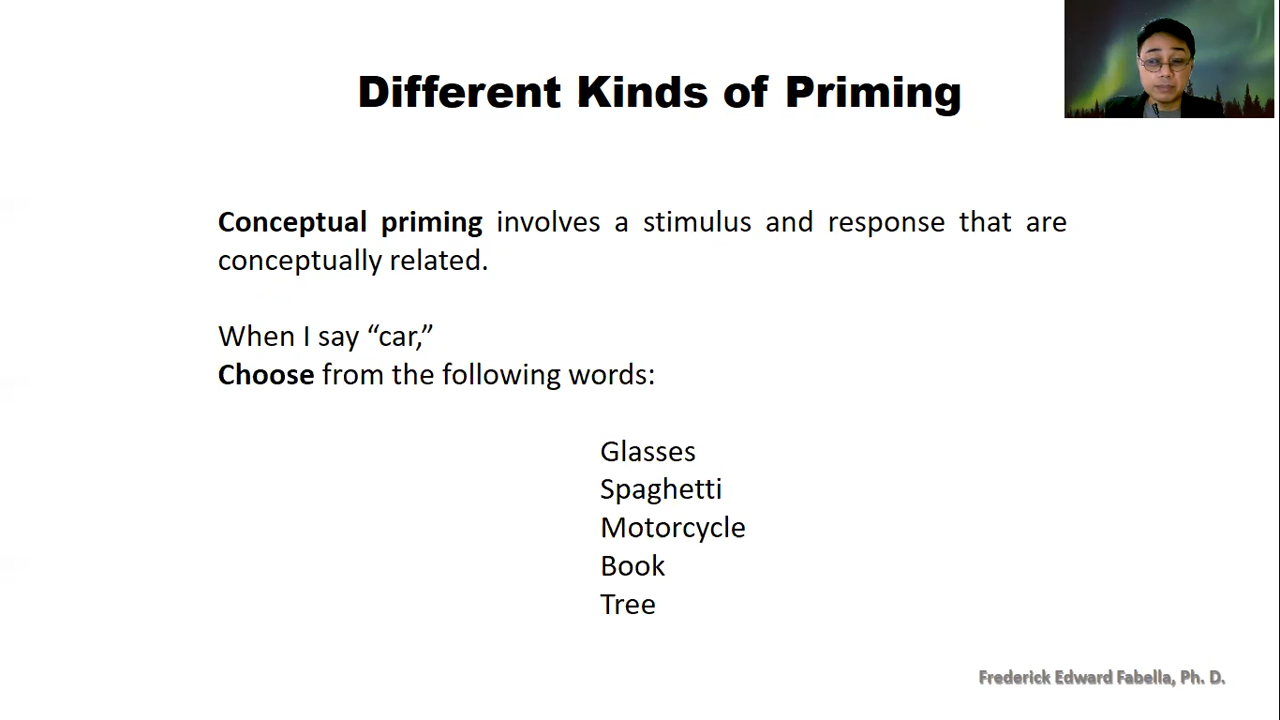 Different Kinds of Priming
Conceptual priming involves a stimulus and response that are
conceptually related.
When I say “car,”
Choose from the following words:
Glasses
Spaghetti
Motorcycle
Book
Tree
Frederick Edward Fabella, Ph. D.